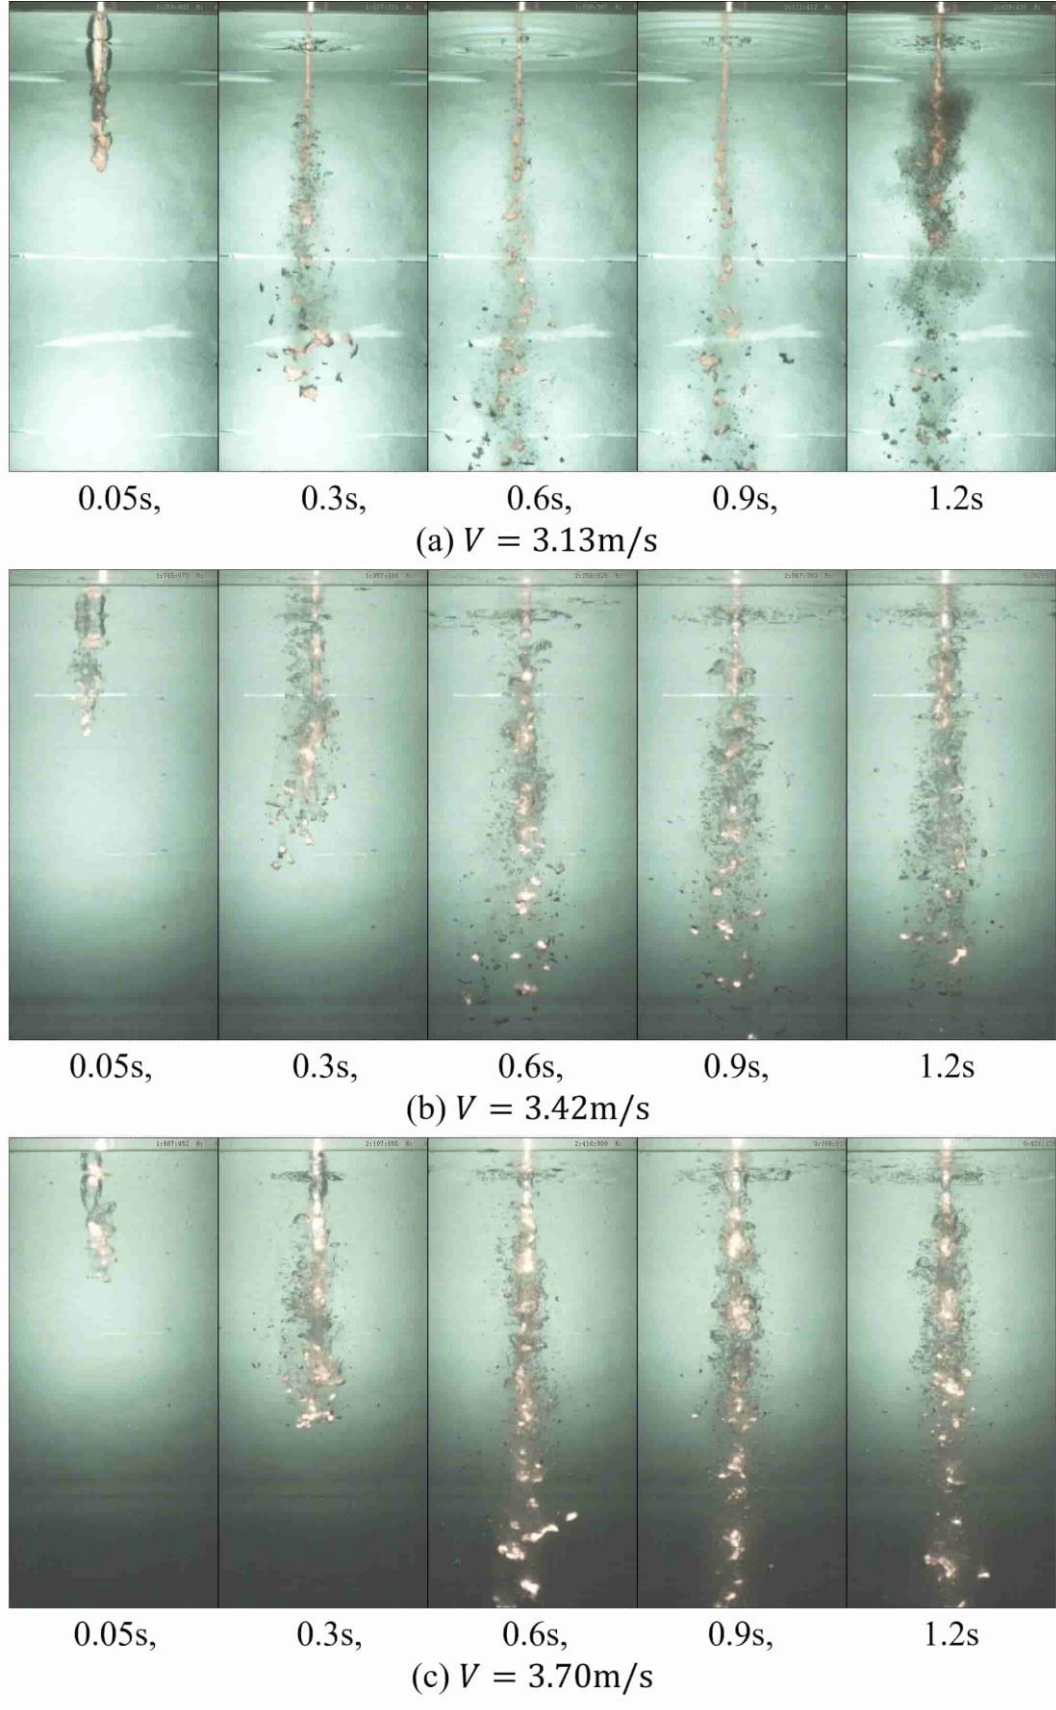 0.05s, 0.3s, 0.6s, 0.9s, 1.2s
(a) V = 3.13m/s
0.05s, 0.3s, 0.6s, 0.9s, 1.2s
(b) V = 3.42m/s
0.05s, 0.3s, 0.6s, 0.9s, 1.2s
(c) V = 3.70m/s